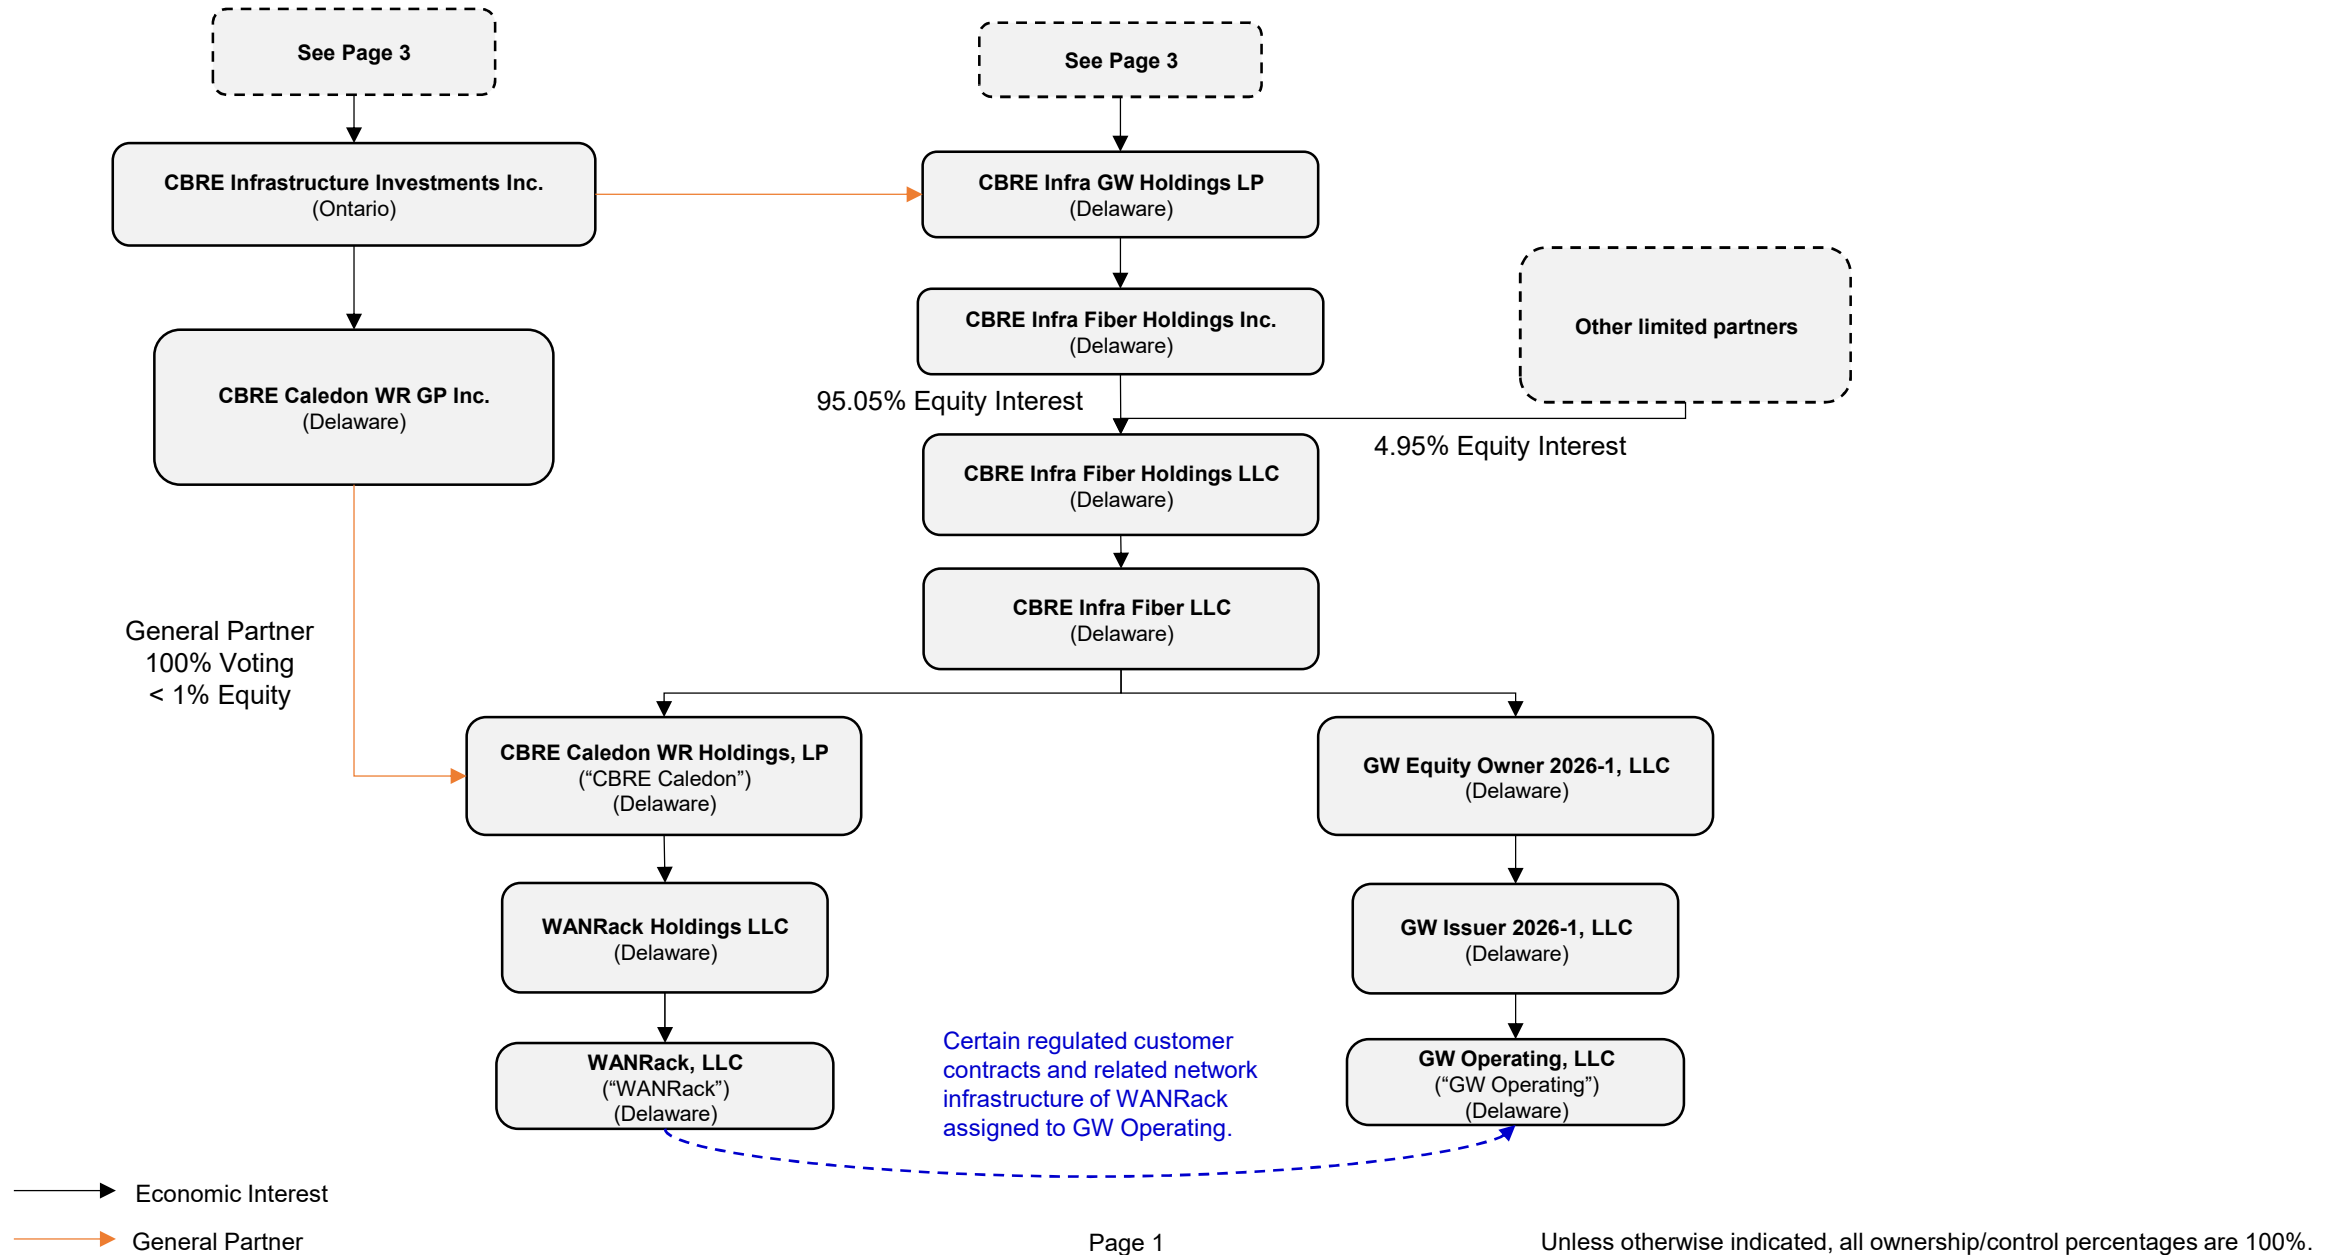 See Page 3
See Page 3
CBRE Infrastructure Investments Inc.
(Ontario)
CBRE Infra GW Holdings LP
(Delaware)
CBRE Infra Fiber Holdings Inc.
(Delaware)
Other limited partners
CBRE Caledon WR GP Inc.
(Delaware)
95.05% Equity Interest
4.95% Equity Interest
CBRE Infra Fiber Holdings LLC
(Delaware)
CBRE Infra Fiber LLC
(Delaware)
General Partner
100% Voting
< 1% Equity
CBRE Caledon WR Holdings, LP
(“CBRE Caledon”)
(Delaware)
GW Equity Owner 2026-1, LLC
(Delaware)
WANRack Holdings LLC
(Delaware)
GW Issuer 2026-1, LLC
(Delaware)
WANRack, LLC
(“WANRack”)
(Delaware)
Certain regulated customer
contracts and related network
infrastructure of WANRack
assigned to GW Operating.
GW Operating, LLC
(“GW Operating”)
(Delaware)
Economic Interest
General Partner
Page 1
Unless otherwise indicated, all ownership/control percentages are 100%.